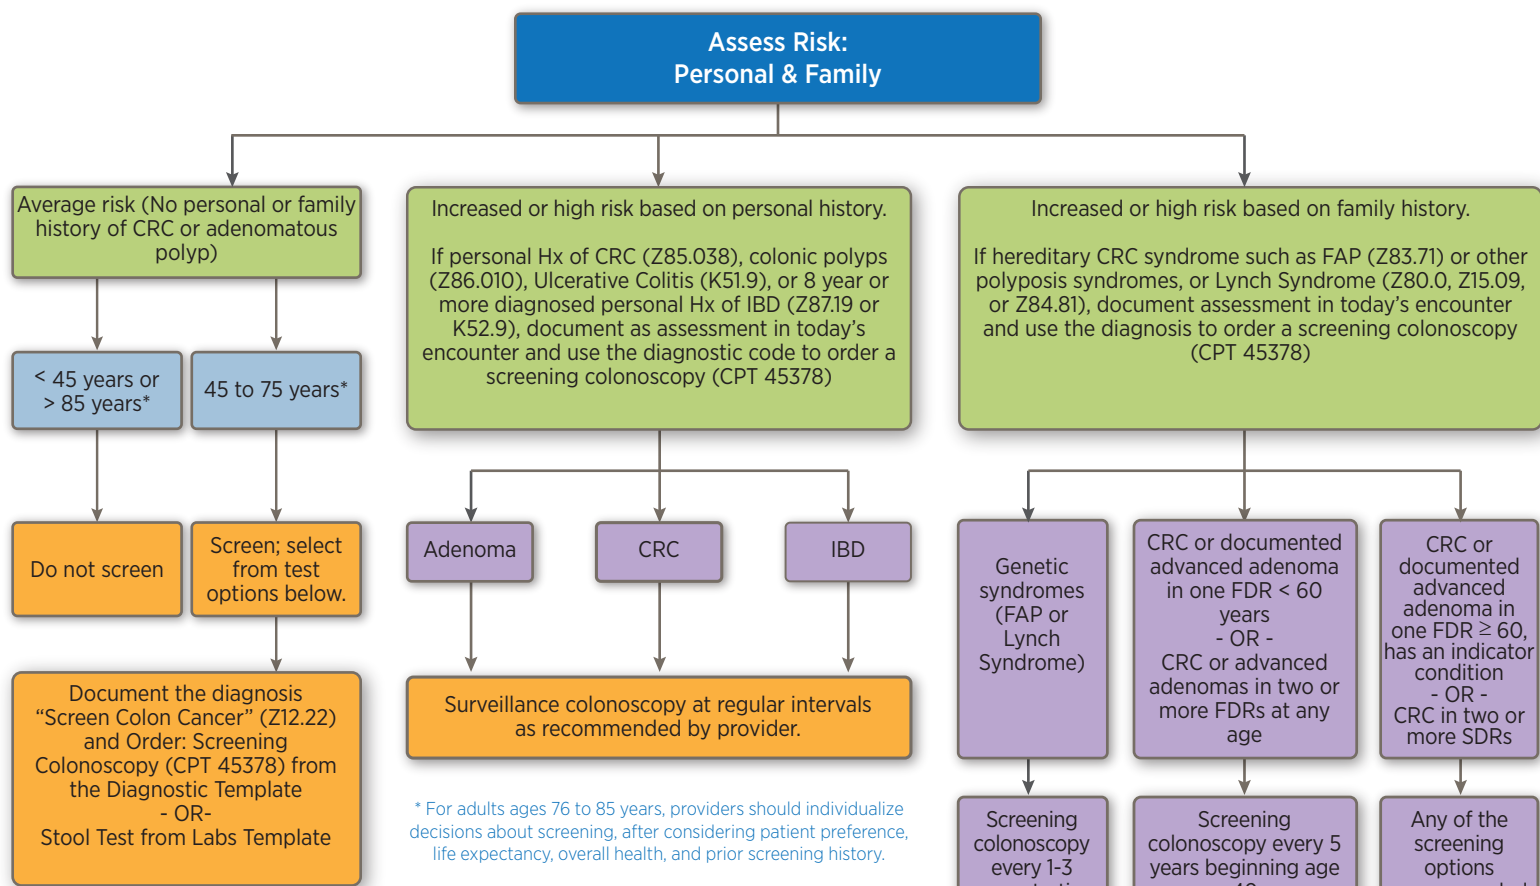 Assess Risk:
Personal & Family
Average risk (No personal or family
history of CRC or adenomatous
polyp)
< 45 years or
> 85 years*
45 to 75 years*
Do not screen
Screen; select
from test
options below.
Document the diagnosis
“Screen Colon Cancer” (Z12.22)
and Order: Screening
Colonoscopy (CPT 45378) from
the Diagnostic Template
- OR-
Stool Test from Labs Template
Increased or high risk based on personal history.
If personal Hx of CRC (Z85.038), colonic polyps
(Z86.010), Ulcerative Colitis (K51.9), or 8 year or
more diagnosed personal Hx of IBD (Z87.19 or
K52.9), document as assessment in today’s
encounter and use the diagnostic code to order a
screening colonoscopy (CPT 45378)
Adenoma
CRC
IBD
Surveillance colonoscopy at regular intervals
as recommended by provider.
* For adults ages 76 to 85 years, providers should individualize
decisions about screening, after considering patient preference,
life expectancy, overall health, and prior screening history.
Increased or high risk based on family history.
If hereditary CRC syndrome such as FAP (Z83.71) or other
polyposis syndromes, or Lynch Syndrome (Z80.0, Z15.09,
or Z84.81), document assessment in today’s encounter
and use the diagnosis to order a screening colonoscopy
(CPT 45378)
Genetic
syndromes
(FAP or
Lynch
Syndrome)
Screening
colonoscopy
every 1-3
CRC or documented
advanced adenoma
in one FDR < 60
years
- OR -
CRC or advanced
adenomas in two or
more FDRs at any
age
Screening
colonoscopy every 5
years beginning age
CRC or
documented
advanced
adenoma in
one FDR ≥ 60,
has an indicator
condition
- OR -
CRC in two or
more SDRs
Any of the
screening
options